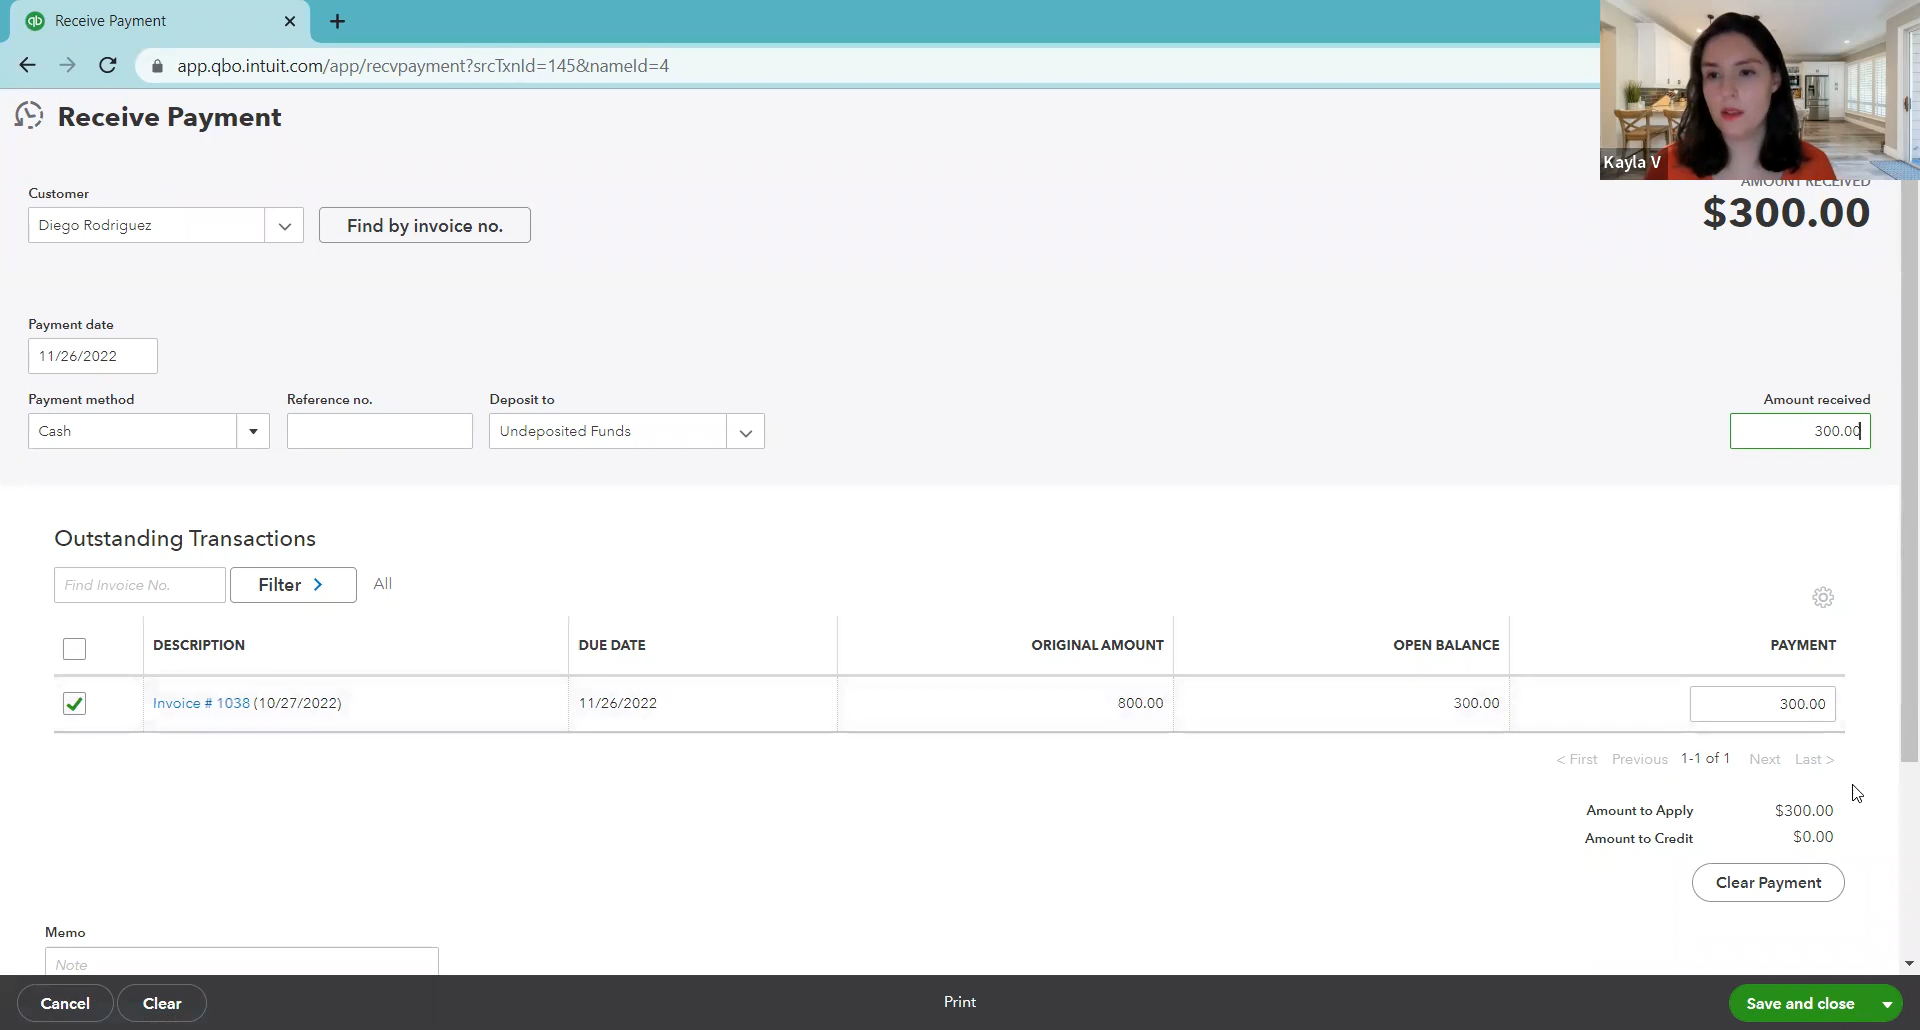 qb Receive Payment
app.qbo.intuit.com/app/recvpayment?srcTxnId=145&nameId=4
Kayla V
Receive Payment
AMOUNT RECEIVED
$300.00
Customer
Diego Rodriguez
Find by invoice no.
Payment date
11/26/2022
Payment method Reference no. Deposit to Amount received
Cash Undeposited Funds 300.00
Outstanding Transactions
Find Invoice No. Filter > All
DESCRIPTION DUE DATE ORIGINAL AMOUNT OPEN BALANCE PAYMENT
Invoice # 1038 (10/27/2022) 11/26/2022 800.00 300.00 300.00
< First Previous 1-1 of 1 Next Last >
Amount to Apply $300.00
Amount to Credit $0.00
Clear Payment
Memo
Note
Cancel Clear Print Save and close